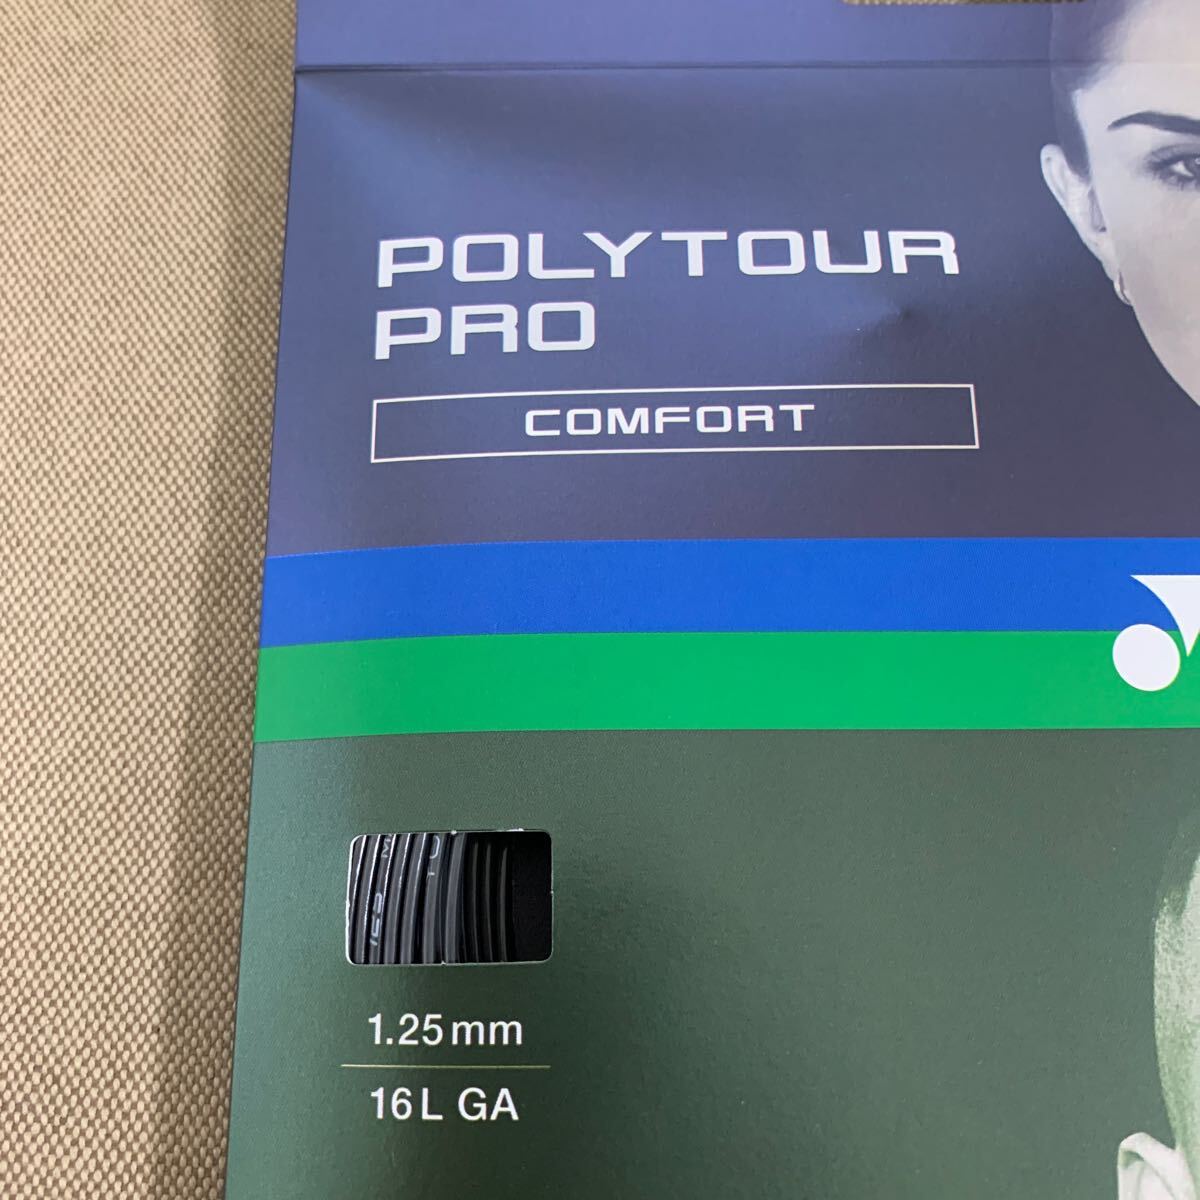 POLYTOUR
PRO
COMFORT
1.25mm
16L GA